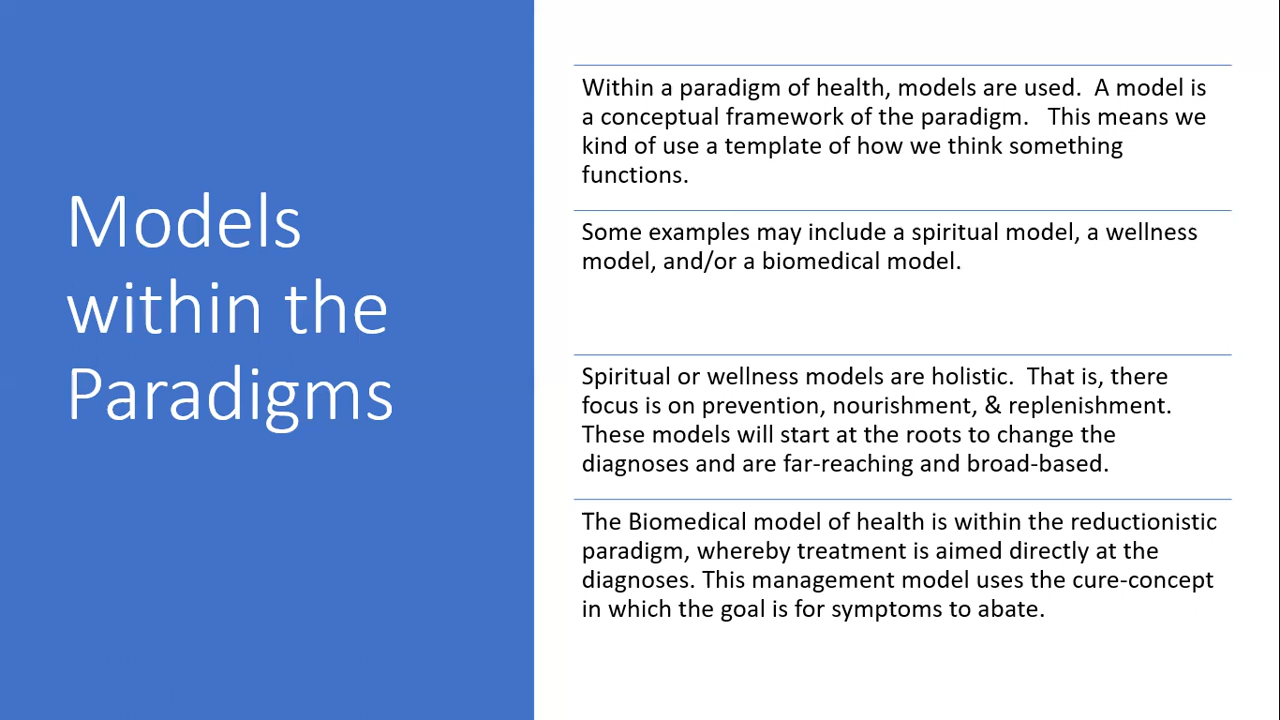 Models
within the
Paradigms
Within a paradigm of health, models are used.  A model is
a conceptual framework of the paradigm.   This means we
kind of use a template of how we think something
functions.
Some examples may include a spiritual model, a wellness
model, and/or a biomedical model.
Spiritual or wellness models are holistic.  That is, there
focus is on prevention, nourishment, & replenishment.
These models will start at the roots to change the
diagnoses and are far-reaching and broad-based.
The Biomedical model of health is within the reductionistic
paradigm, whereby treatment is aimed directly at the
diagnoses. This management model uses the cure-concept
in which the goal is for symptoms to abate.